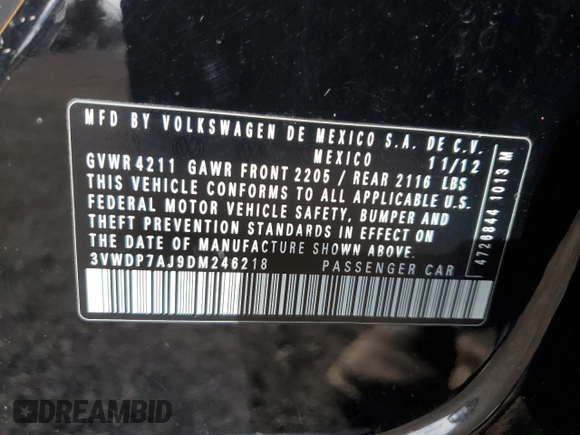 MFD BY VOLKSWAGEN DE MEXICO S.A. DE C.V.
MEXICO 11/12
GVWR 4211 GAWR FRONT 2205 / REAR 2116 LBS
THIS VEHICLE CONFORMS TO ALL APPLICABLE U.S.
FEDERAL MOTOR VEHICLE SAFETY, BUMPER AND
THEFT PREVENTION STANDARDS IN EFFECT ON
THE DATE OF MANUFACTURE SHOWN ABOVE.
3VWDP7AJ9DM246218 PASSENGER CAR
4726844 1013 M
DREAMBID